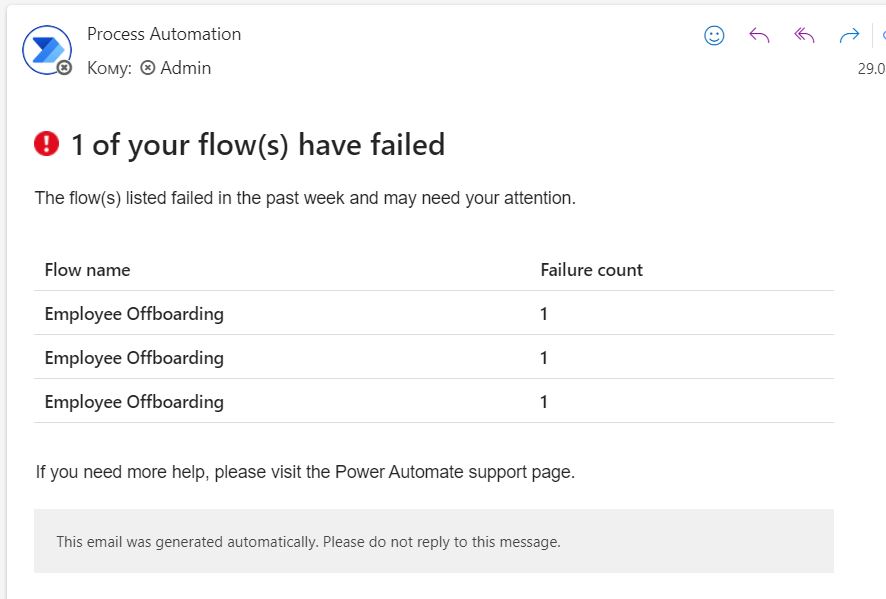 Process Automation
Кому: Admin
29.0
1 of your flow(s) have failed
The flow(s) listed failed in the past week and may need your attention.
Flow name Failure count
Employee Offboarding 1
Employee Offboarding 1
Employee Offboarding 1
If you need more help, please visit the Power Automate support page.
This email was generated automatically. Please do not reply to this message.